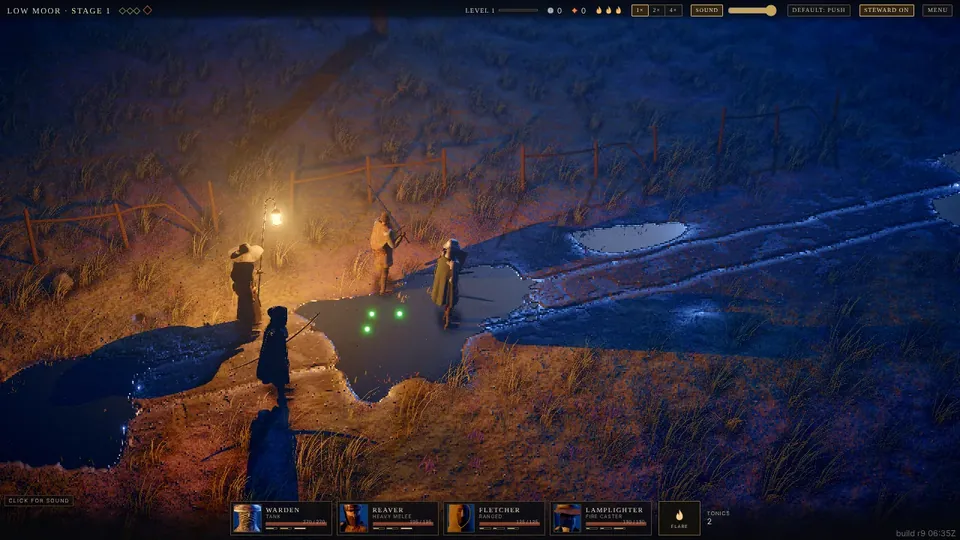 LOW MOOR · STAGE 1
LEVEL 1
0
0
1×
2×
4×
SOUND
DEFAULT: PUSH
STEWARD ON
MENU
CLICK FOR SOUND
WARDEN
TANK
REAVER
HEAVY MELEE
FLETCHER
RANGED
LAMPLIGHTER
FIRE CASTER
FLARE
TONICS
2
build r9 06:35Z